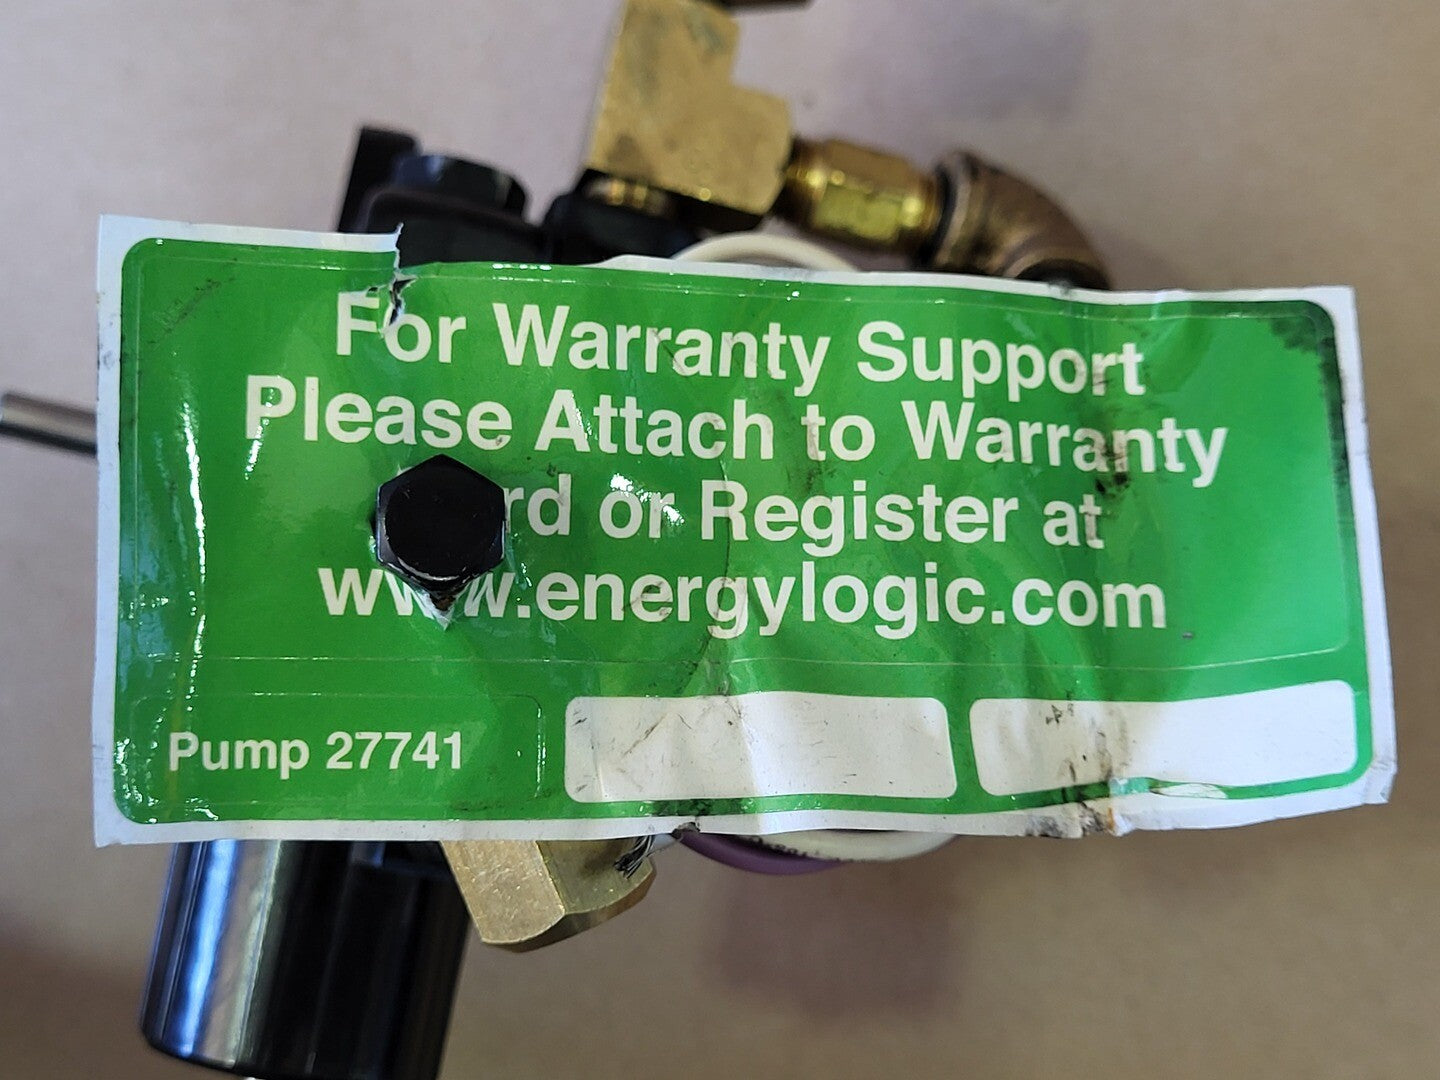 For Warranty Support
Please Attach to Warranty
rd or Register at
www.energylogic.com
Pump 27741